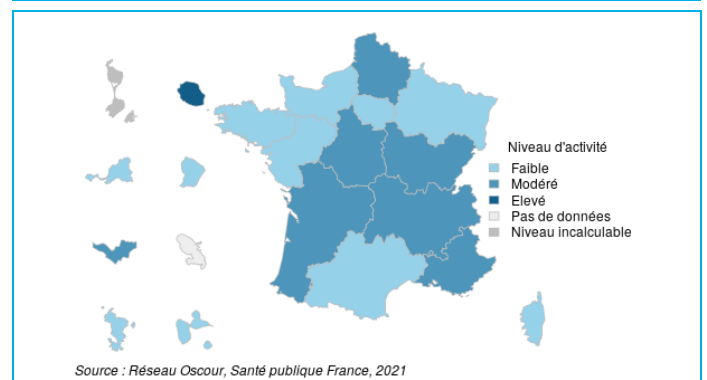 Niveau d'activité
Faible
Modéré
Elevé
Pas de données
Niveau incalculable
Source : Réseau Oscour, Santé publique France, 2021